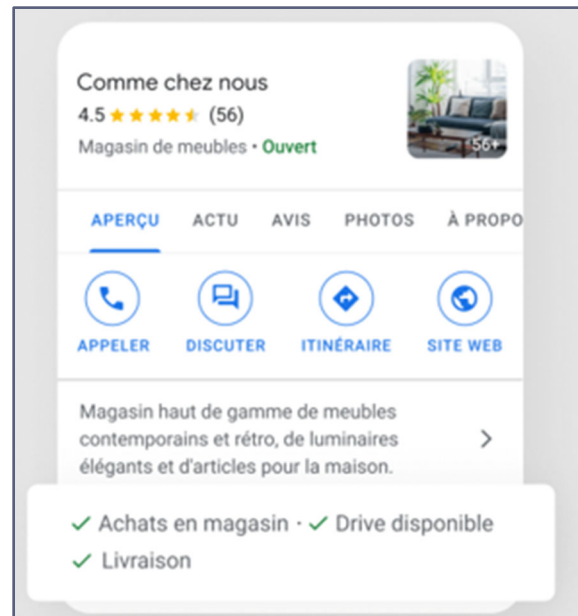 Comme chez nous
4.5 (56)
Magasin de meubles • Ouvert
56+
APERÇU ACTU AVIS PHOTOS À PROPO
APPELER DISCUTER ITINÉRAIRE SITE WEB
Magasin haut de gamme de meubles
contemporains et rétro, de luminaires
élégants et d'articles pour la maison.
Achats en magasin · Drive disponible
Livraison